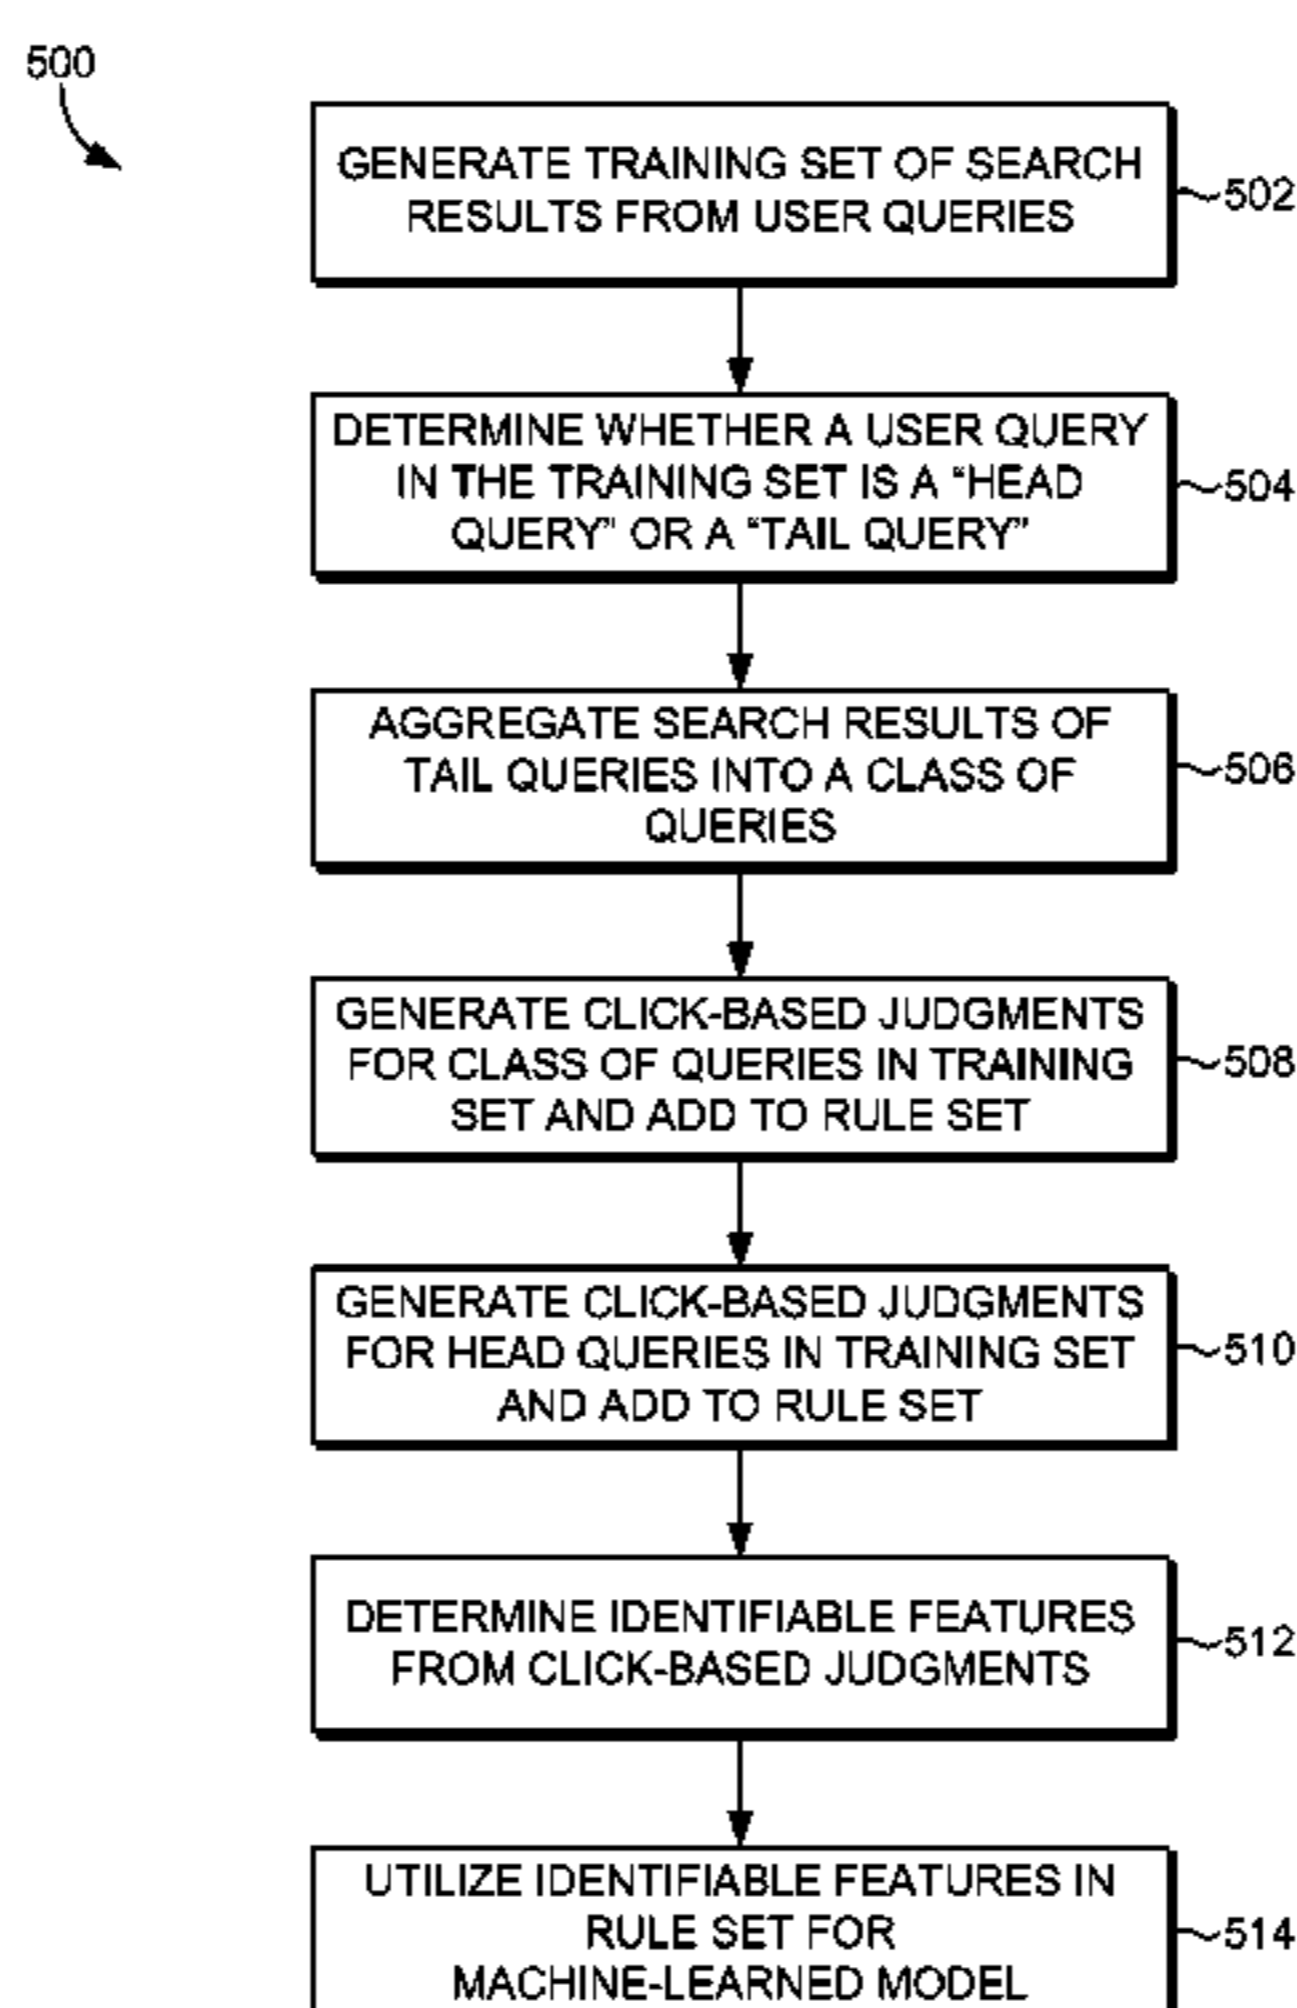 500
GENERATE TRAINING SET OF SEARCH
RESULTS FROM USER QUERIES
502
DETERMINE WHETHER A USER QUERY
IN THE TRAINING SET IS A “HEAD
QUERY” OR A “TAIL QUERY”
504
AGGREGATE SEARCH RESULTS OF
TAIL QUERIES INTO A CLASS OF
QUERIES
506
GENERATE CLICK-BASED JUDGMENTS
FOR CLASS OF QUERIES IN TRAINING
SET AND ADD TO RULE SET
508
GENERATE CLICK-BASED JUDGMENTS
FOR HEAD QUERIES IN TRAINING SET
AND ADD TO RULE SET
510
DETERMINE IDENTIFIABLE FEATURES
FROM CLICK-BASED JUDGMENTS
512
UTILIZE IDENTIFIABLE FEATURES IN
RULE SET FOR
MACHINE-LEARNED MODEL
514